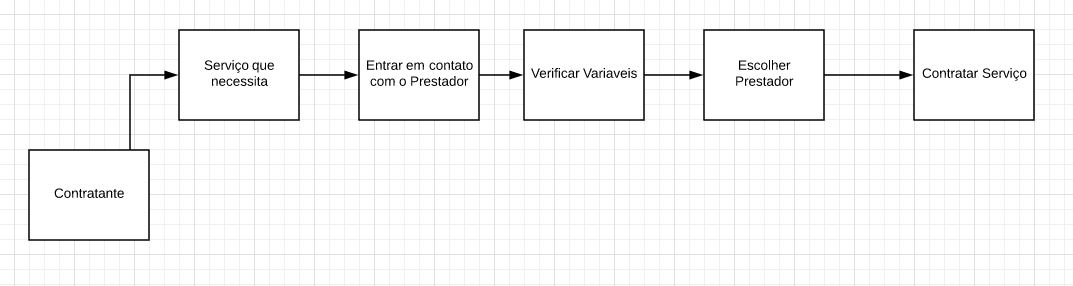 Serviço que
necessita
Entrar em contato
com o Prestador
Verificar Variaveis
Escolher
Prestador
Contratar Serviço
Contratante